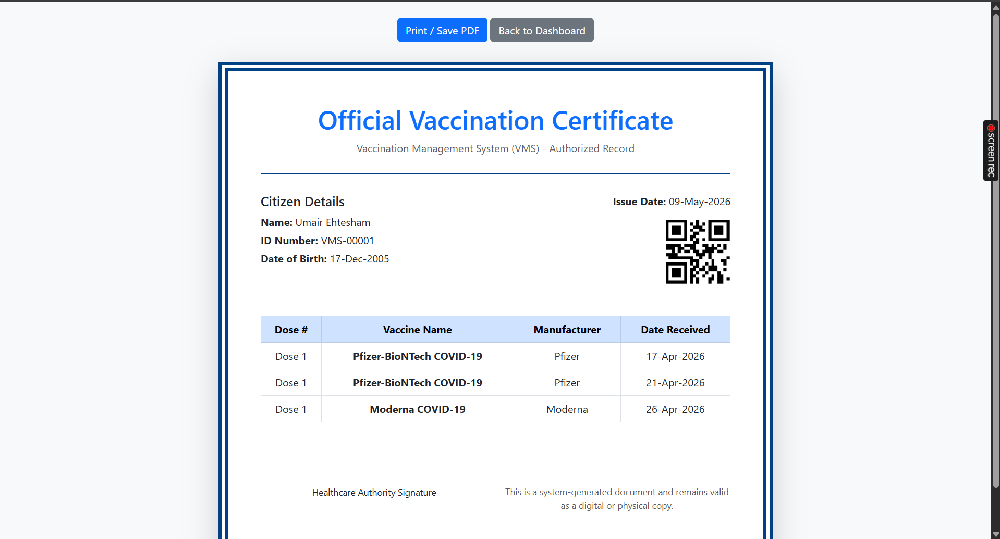 Print / Save PDF
Back to Dashboard
Official Vaccination Certificate
Vaccination Management System (VMS) - Authorized Record
Citizen Details
Name: Umair Ehtesham
ID Number: VMS-00001
Date of Birth: 17-Dec-2005
Issue Date: 09-May-2026
Dose # Vaccine Name Manufacturer Date Received
Dose 1 Pfizer-BioNTech COVID-19 Pfizer 17-Apr-2026
Dose 1 Pfizer-BioNTech COVID-19 Pfizer 21-Apr-2026
Dose 1 Moderna COVID-19 Moderna 26-Apr-2026
Healthcare Authority Signature
This is a system-generated document and remains valid
as a digital or physical copy.
screenrec